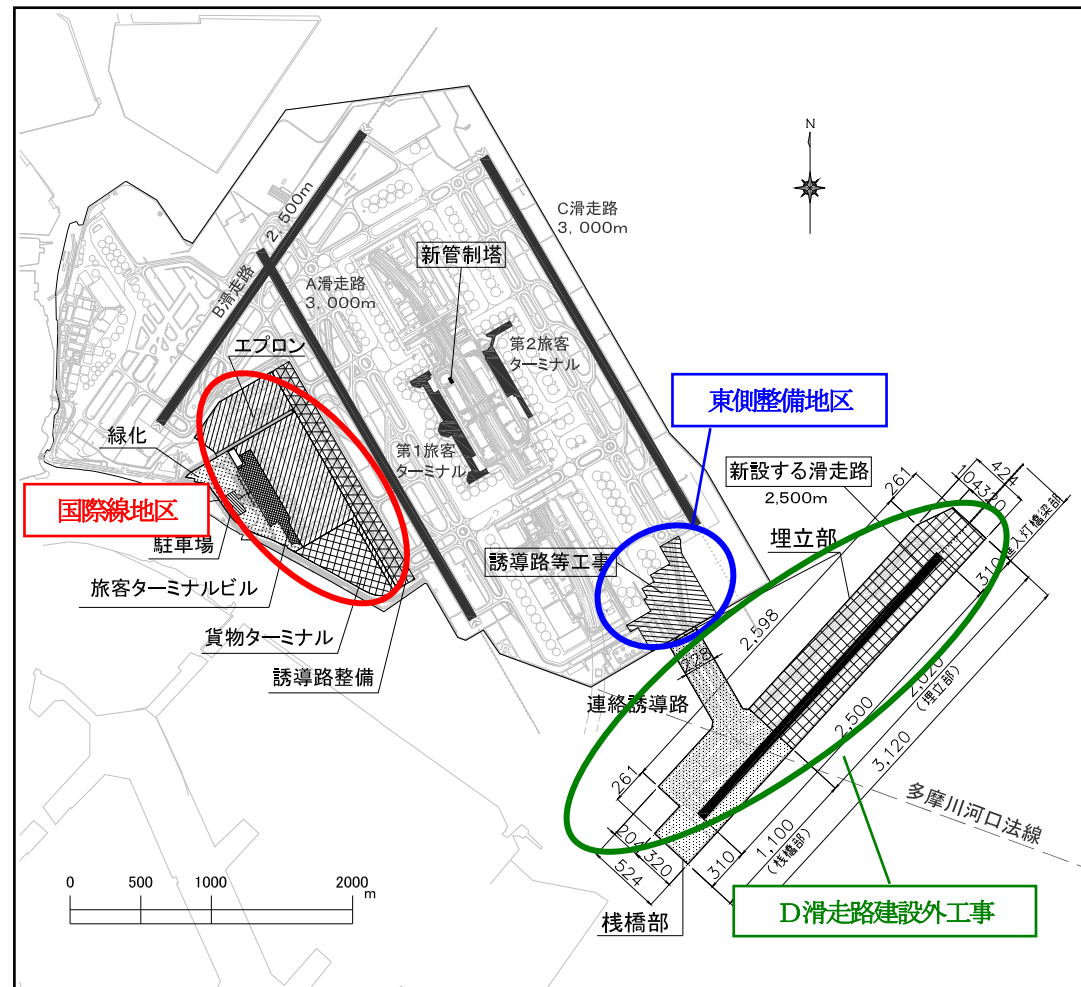 N
C滑走路
3,000m
B滑走路 2,500m
新管制塔
A滑走路
3,000m
エプロン
第2旅客
ターミナル
東側整備地区
緑化
第1旅客
ターミナル
新設する滑走路
2,500m
261
424
104
320
進入灯橋梁部
国際線地区
駐車場
埋立部
誘導路等工事
310
旅客ターミナルビル
2,598
貨物ターミナル
229
誘導路整備
連絡誘導路
2,020
(埋立部)
2,500
3,120
261
多摩川河口法線
204
320
524
310
1,100
(桟橋部)
0 500 1000 2000
m
桟橋部
D滑走路建設外工事